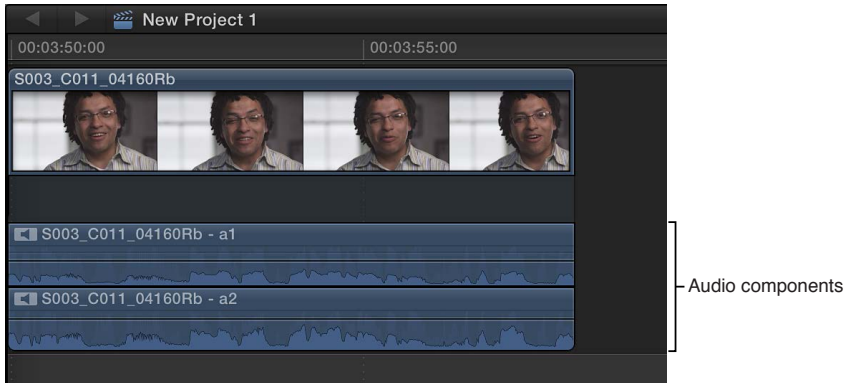 New Project 1
00:03:50:00
00:03:55:00
S003_C011_04160Rb
S003_C011_04160Rb - a1
S003_C011_04160Rb - a2
Audio components